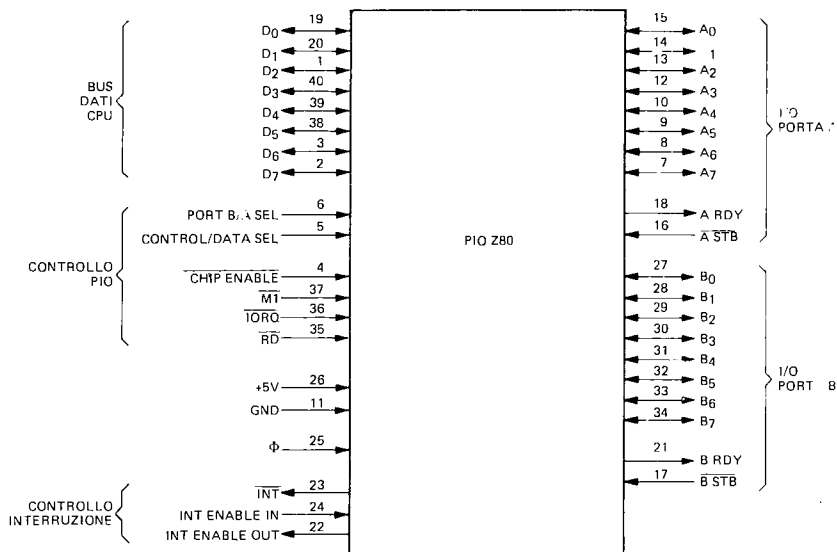 BUS
DATI
CPU
19
D0
20
D1
1
D2
40
D3
39
D4
38
D5
3
D6
2
D7
CONTROLLO
PIO
6
PORT B/A SEL
5
CONTROL/DATA SEL
4
CHIP ENABLE
37
M1
36
IORQ
35
RD
26
+5V
11
GND
25
Φ
CONTROLLO
INTERRUZIONE
23
INT
24
INT ENABLE IN
22
INT ENABLE OUT
PIO Z80
15
A0
14
1
13
A2
12
A3
10
A4
9
A5
8
A6
7
A7
18
A RDY
16
A STB
I/O
PORTA
27
B0
28
B1
29
B2
30
B3
31
B4
32
B5
33
B6
34
B7
21
B RDY
17
B STB
I/O
PORT B